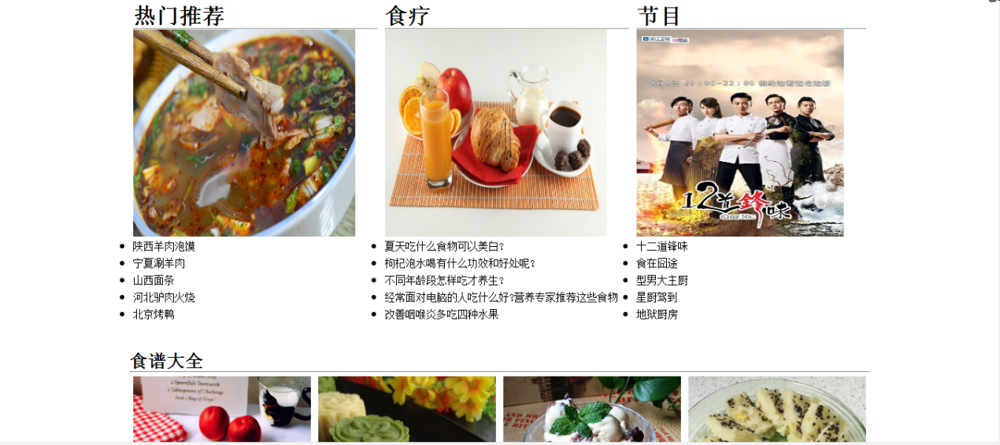 热门推荐
食疗
节目
8月1日 20:00-22:00
12道鋒味
CHEF NIC
陕西羊肉泡馍
宁夏涮羊肉
山西面条
河北驴肉火烧
北京烤鸭
夏天吃什么食物可以美白?
枸杞泡水喝有什么功效和好处呢?
不同年龄段怎样吃才养生?
经常面对电脑的人吃什么好?营养专家推荐这些食物
改善咽喉炎多吃四种水果
十二道锋味
食在囧途
型男大主厨
星厨驾到
地狱厨房
食谱大全
2 Spoonfuls Teamwork
3 Tablespoons of Challenge
And 1 Bag of Hope!